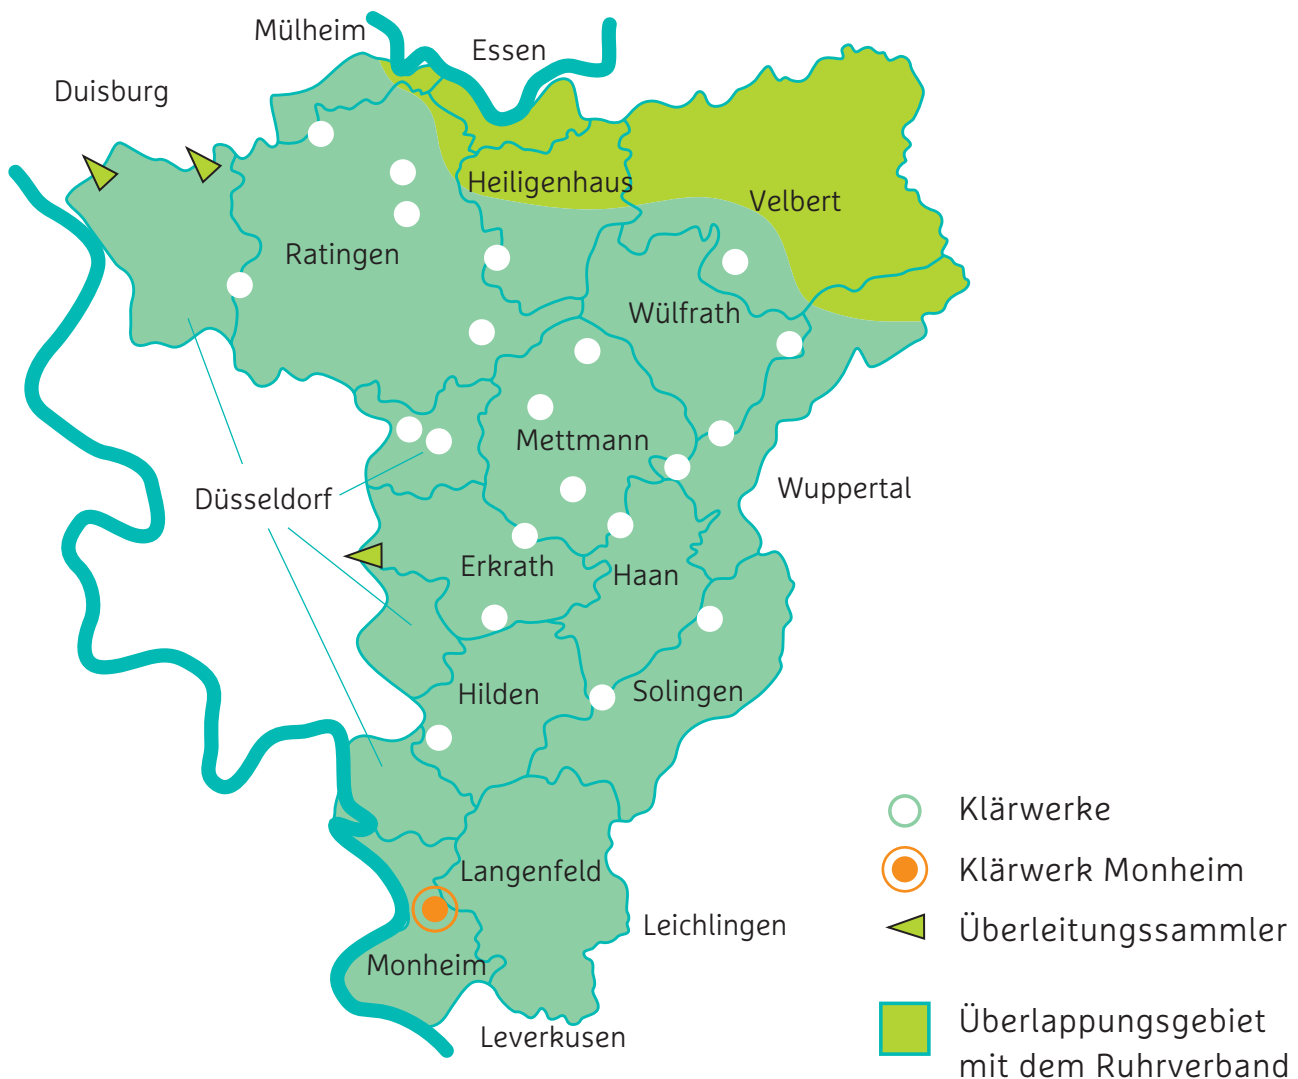 Mülheim
Essen
Duisburg
Heiligenhaus
Velbert
Ratingen
Wülfrath
Mettmann
Wuppertal
Düsseldorf
Erkrath
Haan
Hilden
Solingen
Klärwerke
Klärwerk Monheim
Langenfeld
Leichlingen
Überleitungssammler
Monheim
Leverkusen
Überlappungsgebiet
mit dem Ruhrverband